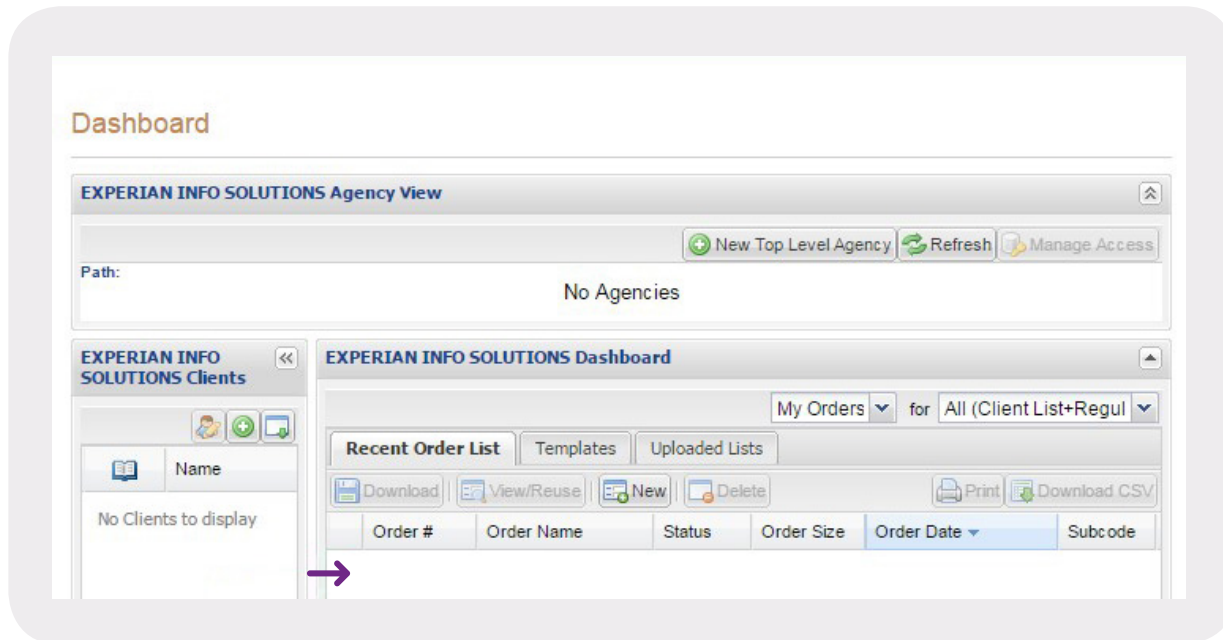 Dashboard
EXPERIAN INFO SOLUTIONS Agency View
New Top Level Agency Refresh Manage Access
Path:
No Agencies
EXPERIAN INFO
SOLUTIONS Clients
Name
No Clients to display
EXPERIAN INFO SOLUTIONS Dashboard
My Orders for All (Client List+Regul
Recent Order List Templates Uploaded Lists
Download View/Reuse New Delete Print Download CSV
Order # Order Name Status Order Size Order Date Subcode